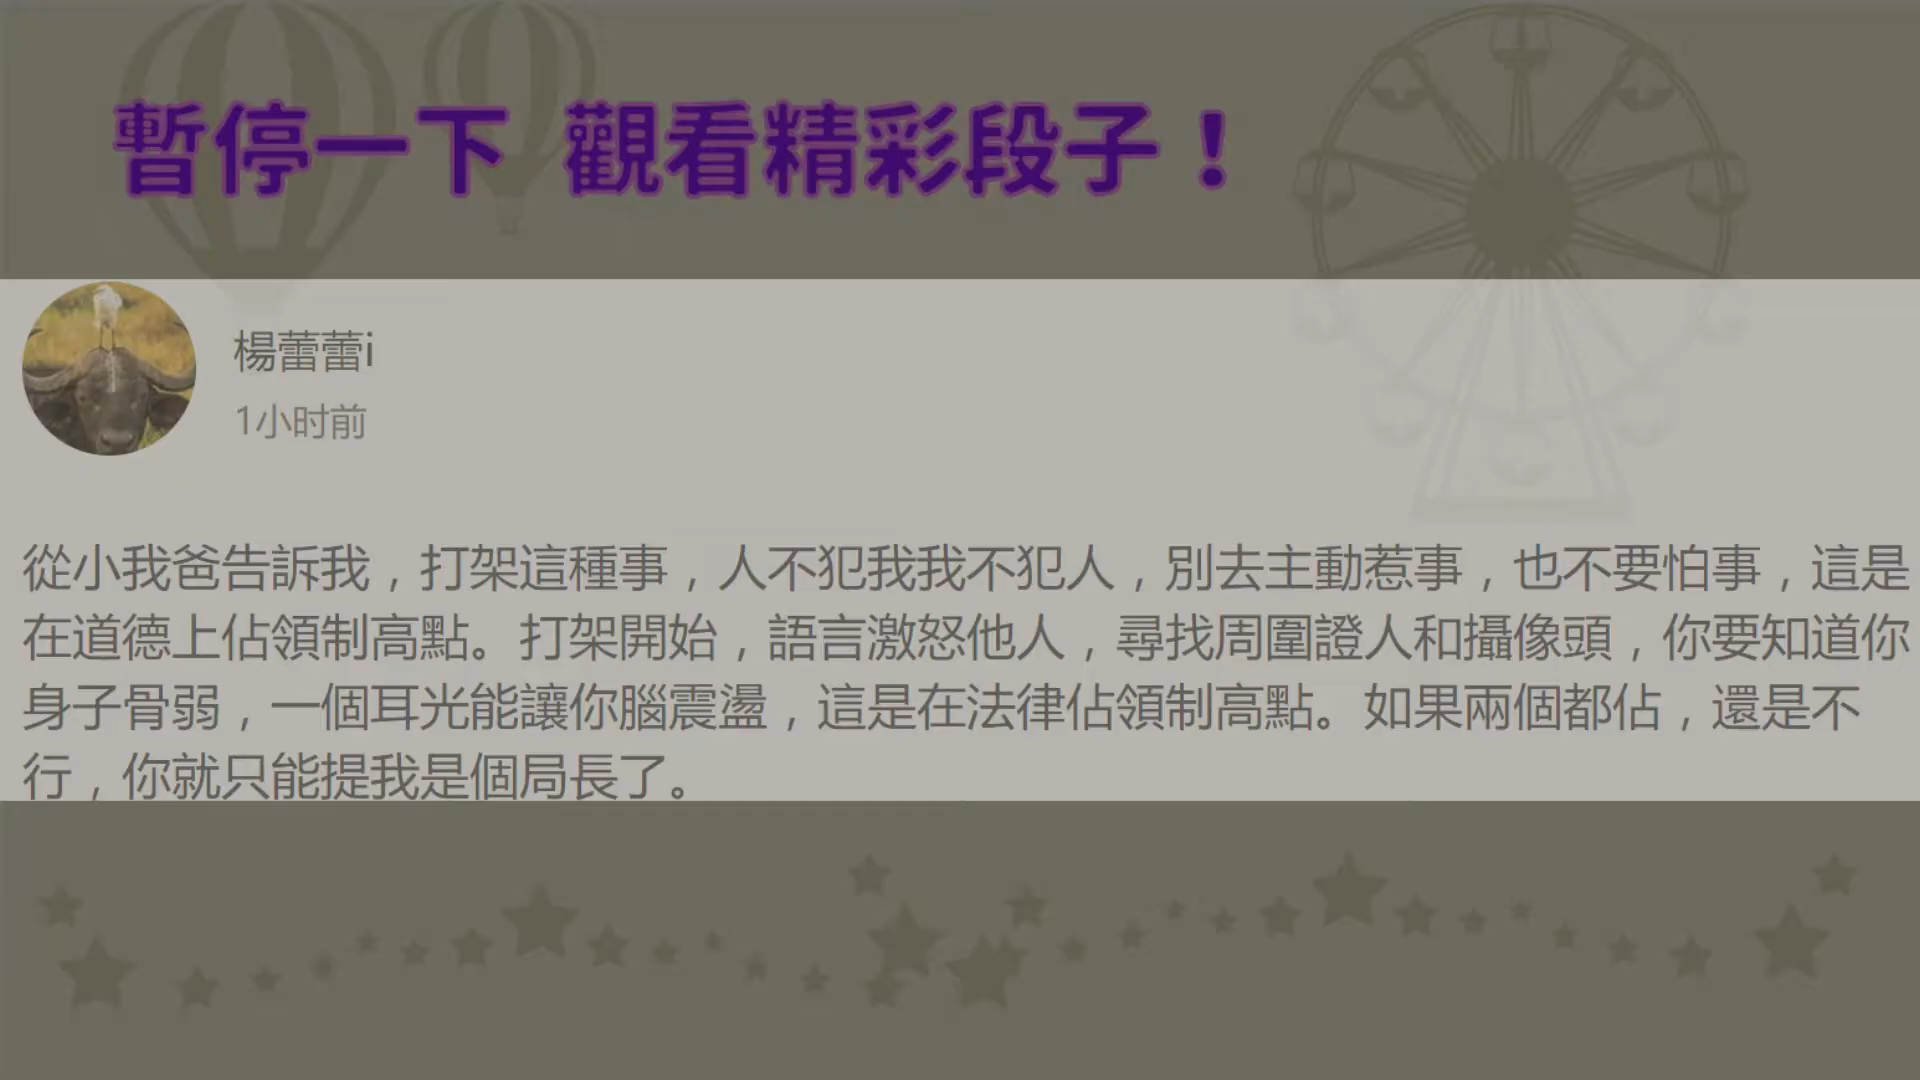 暫停一下 觀看精彩段子！
楊蕾蕾i
1小时前
從小我爸告訴我，打架這種事，人不犯我我不犯人，別去主動惹事，也不要怕事，這是
在道德上佔領制高點。打架開始，語言激怒他人，尋找周圍證人和攝像頭，你要知道你
身子骨弱，一個耳光能讓你腦震盪，這是在法律佔領制高點。如果兩個都佔，還是不
行，你就只能提我是個局長了。